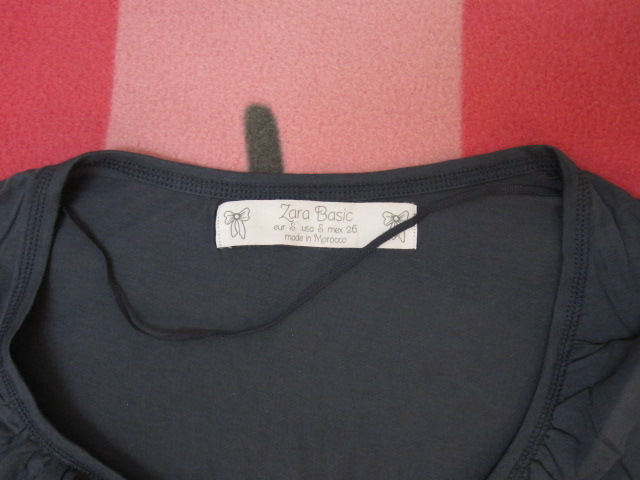 Zara Basic
eur S usa S mex 26
made in Morocco